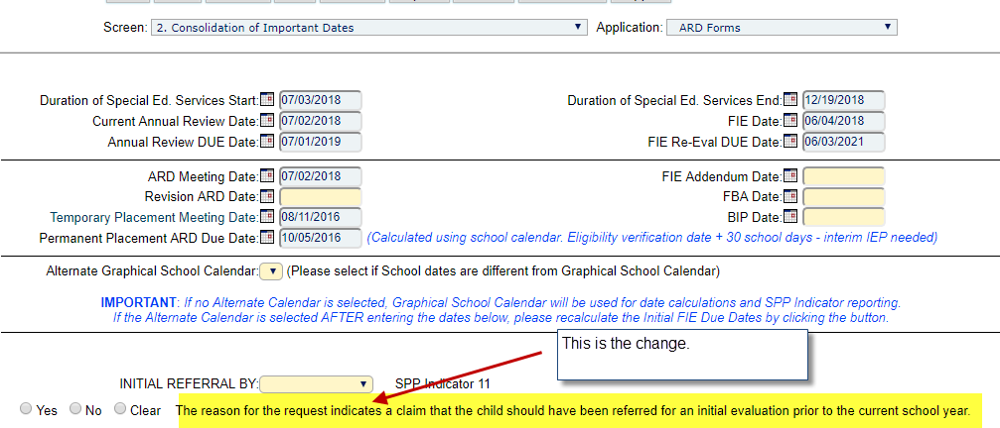 Screen: 2. Consolidation of Important Dates Application: ARD Forms
Duration of Special Ed. Services Start: 07/03/2018 Duration of Special Ed. Services End: 12/19/2018
Current Annual Review Date: 07/02/2018 FIE Date: 06/04/2018
Annual Review DUE Date: 07/01/2019 FIE Re-Eval DUE Date: 06/03/2021
ARD Meeting Date: 07/02/2018 FIE Addendum Date:
Revision ARD Date: FBA Date:
Temporary Placement Meeting Date: 08/11/2016 BIP Date:
Permanent Placement ARD Due Date: 10/05/2016 (Calculated using school calendar. Eligibility verification date + 30 school days - interim IEP needed)
Alternate Graphical School Calendar: (Please select if School dates are different from Graphical School Calendar)
IMPORTANT: If no Alternate Calendar is selected, Graphical School Calendar will be used for date calculations and SPP Indicator reporting.
If the Alternate Calendar is selected AFTER entering the dates below, please recalculate the Initial FIE Due Dates by clicking the button.
This is the change.
INITIAL REFERRAL BY: SPP Indicator 11
Yes No Clear The reason for the request indicates a claim that the child should have been referred for an initial evaluation prior to the current school year.